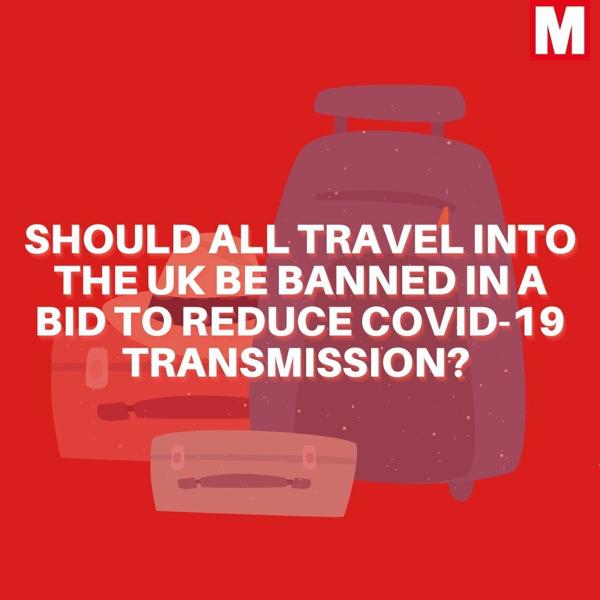 M
SHOULD ALL TRAVEL INTO
THE UK BE BANNED IN A
BID TO REDUCE COVID-19
TRANSMISSION?